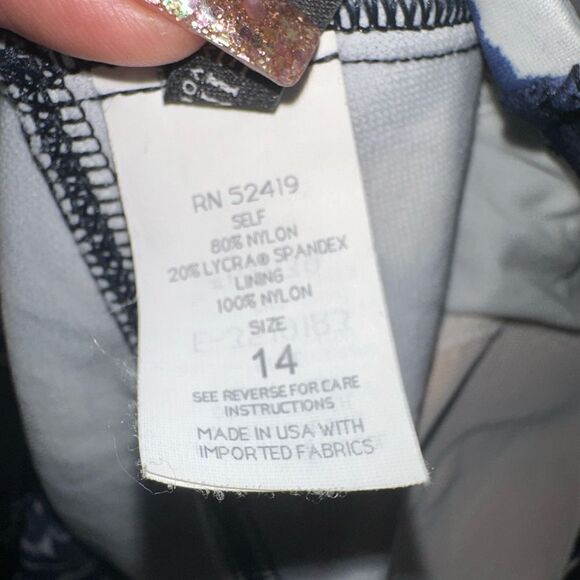 RN 52419
SELF
80% NYLON
20% LYCRA® SPANDEX
LINING
100% NYLON
SIZE
14
SEE REVERSE FOR CARE
INSTRUCTIONS
MADE IN USA WITH
IMPORTED FABRICS